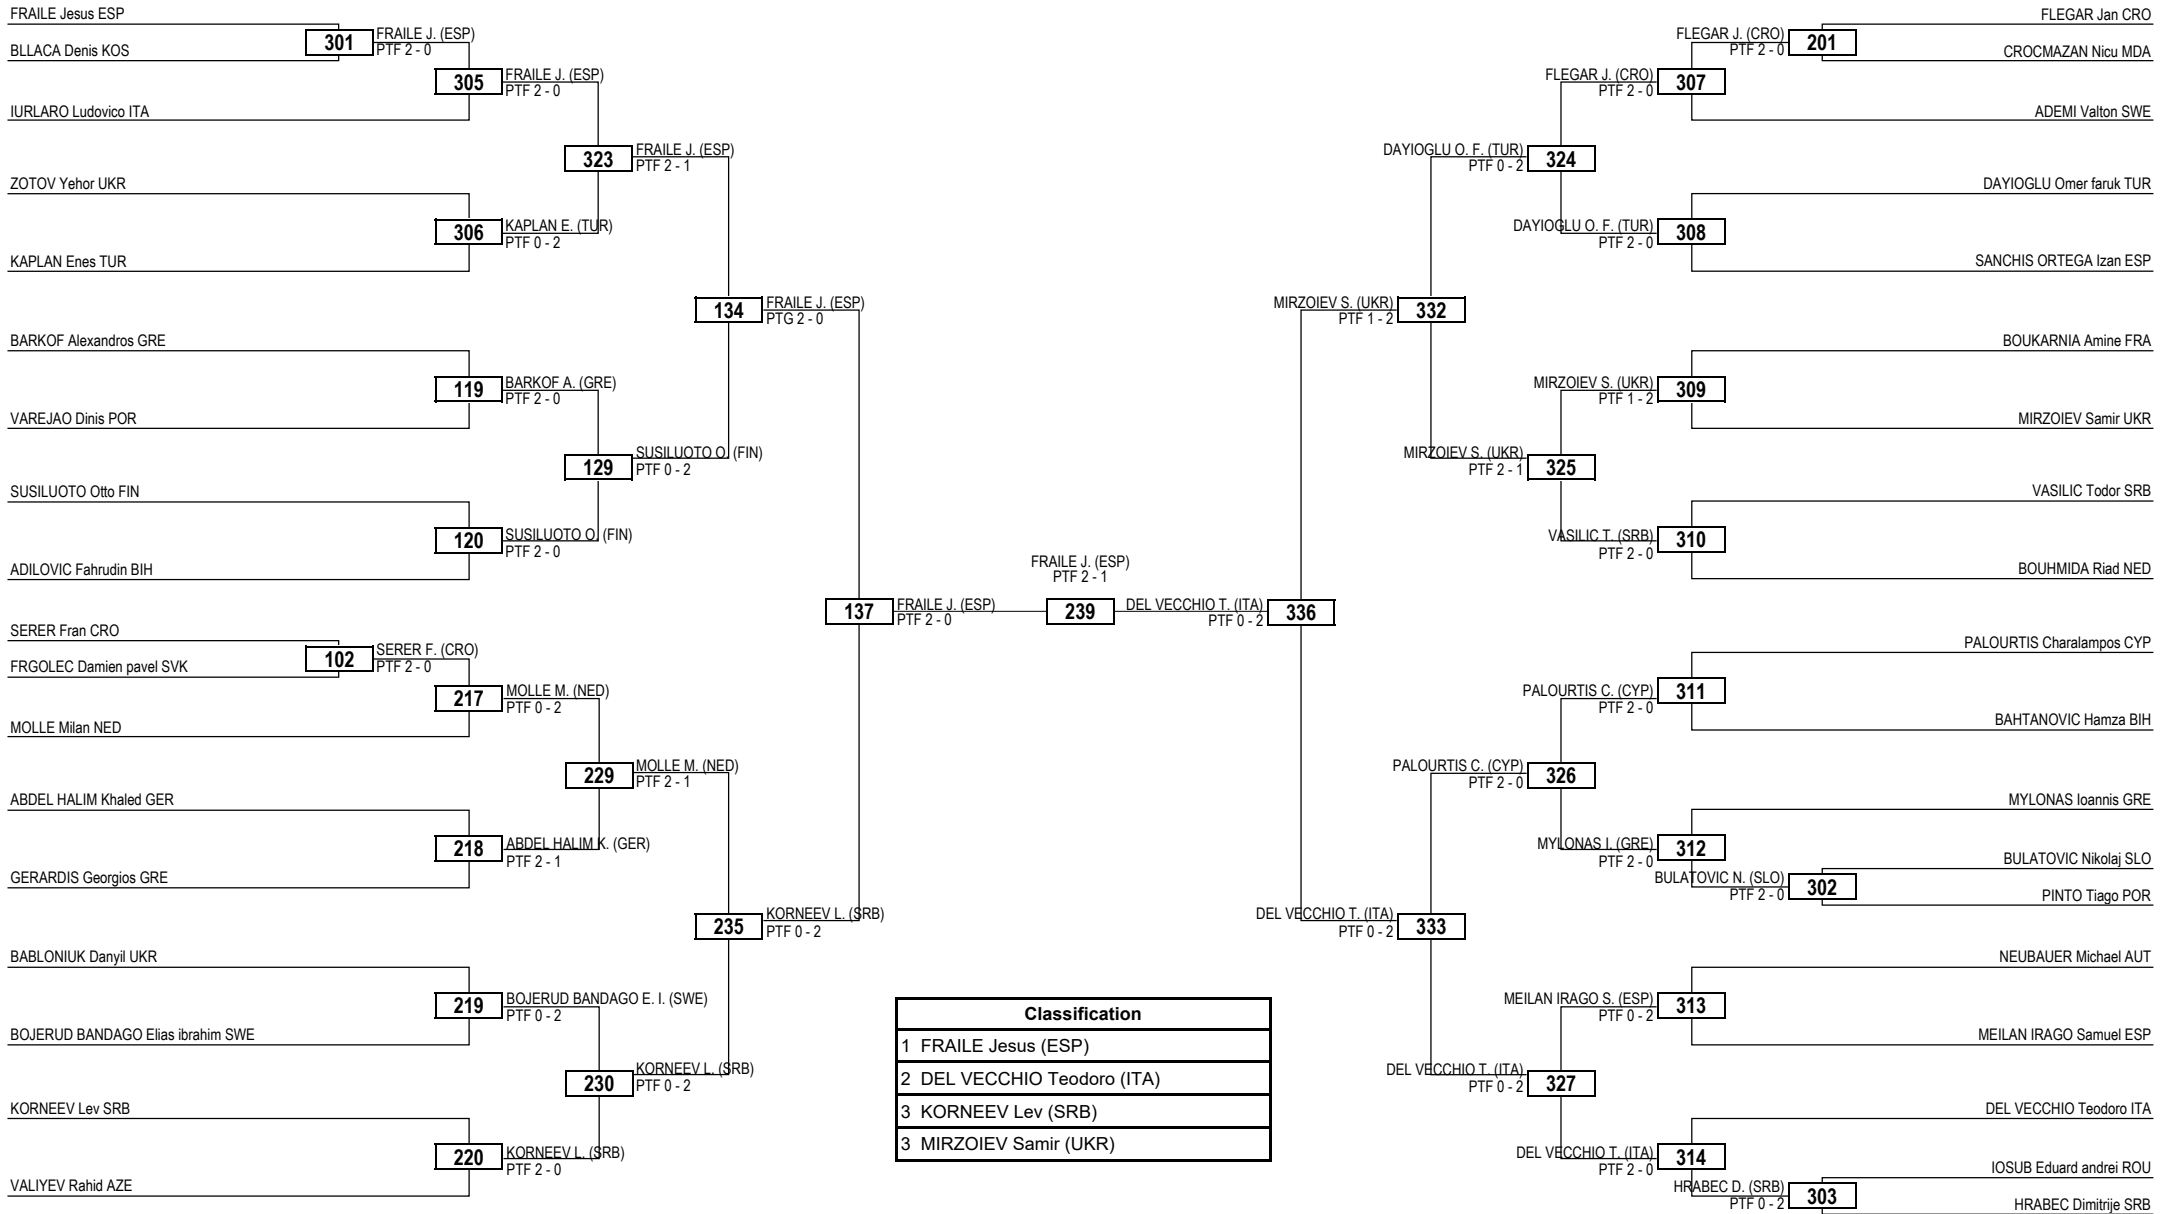 FRAILE Jesus ESP
301
FRAILE J. (ESP)
PTF 2 - 0
BLLACA Denis KOS
305
FRAILE J. (ESP)
PTF 2 - 0
IURLARO Ludovico ITA
323
FRAILE J. (ESP)
PTF 2 - 1
ZOTOV Yehor UKR
306
KAPLAN E. (TUR)
PTF 0 - 2
KAPLAN Enes TUR
134
FRAILE J. (ESP)
PTG 2 - 0
BARKOF Alexandros GRE
119
BARKOF A. (GRE)
PTF 2 - 0
VAREJAO Dinis POR
129
SUSILUOTO O. (FIN)
PTF 0 - 2
SUSILUOTO Otto FIN
120
SUSILUOTO O. (FIN)
PTF 2 - 0
ADILOVIC Fahrudin BIH
137
FRAILE J. (ESP)
PTF 2 - 0
SERER Fran CRO
102
SERER F. (CRO)
PTF 2 - 0
FRGOLEC Damien pavel SVK
217
MOLLE M. (NED)
PTF 0 - 2
MOLLE Milan NED
229
MOLLE M. (NED)
PTF 2 - 1
ABDEL HALIM Khaled GER
218
ABDEL HALIM K. (GER)
PTF 2 - 1
GERARDIS Georgios GRE
235
KORNEEV L. (SRB)
PTF 0 - 2
BABLONIUK Danyil UKR
219
BOJERUD BANDAGO E. I. (SWE)
PTF 0 - 2
BOJERUD BANDAGO Elias ibrahim SWE
230
KORNEEV L. (SRB)
PTF 0 - 2
KORNEEV Lev SRB
220
KORNEEV L. (SRB)
PTF 2 - 0
VALIYEV Rahid AZE
FRAILE J. (ESP)
PTF 2 - 1
239
FLEGAR Jan CRO
FLEGAR J. (CRO)
PTF 2 - 0
201
CROCMAZAN Nicu MDA
FLEGAR J. (CRO)
PTF 2 - 0
307
ADEMI Valton SWE
DAYIOGLU O. F. (TUR)
PTF 0 - 2
324
DAYIOGLU Omer faruk TUR
DAYIOGLU O. F. (TUR)
PTF 2 - 0
308
SANCHIS ORTEGA Izan ESP
MIRZOIEV S. (UKR)
PTF 1 - 2
332
BOUKARNIA Amine FRA
MIRZOIEV S. (UKR)
PTF 1 - 2
309
MIRZOIEV Samir UKR
MIRZOIEV S. (UKR)
PTF 2 - 1
325
VASILIC Todor SRB
VASILIC T. (SRB)
PTF 2 - 0
310
BOUHMIDA Riad NED
DEL VECCHIO T. (ITA)
PTF 0 - 2
336
PALOURTIS Charalampos CYP
PALOURTIS C. (CYP)
PTF 2 - 0
311
BAHTANOVIC Hamza BIH
PALOURTIS C. (CYP)
PTF 2 - 0
326
MYLONAS Ioannis GRE
MYLONAS I. (GRE)
PTF 2 - 0
312
BULATOVIC Nikolaj SLO
BULATOVIC N. (SLO)
PTF 2 - 0
302
PINTO Tiago POR
DEL VECCHIO T. (ITA)
PTF 0 - 2
333
NEUBAUER Michael AUT
MEILAN IRAGO S. (ESP)
PTF 0 - 2
313
MEILAN IRAGO Samuel ESP
DEL VECCHIO T. (ITA)
PTF 0 - 2
327
DEL VECCHIO Teodoro ITA
DEL VECCHIO T. (ITA)
PTF 2 - 0
314
IOSUB Eduard andrei ROU
HRABEC D. (SRB)
PTF 0 - 2
303
HRABEC Dimitrije SRB
Classification
1 FRAILE Jesus (ESP)
2 DEL VECCHIO Teodoro (ITA)
3 KORNEEV Lev (SRB)
3 MIRZOIEV Samir (UKR)